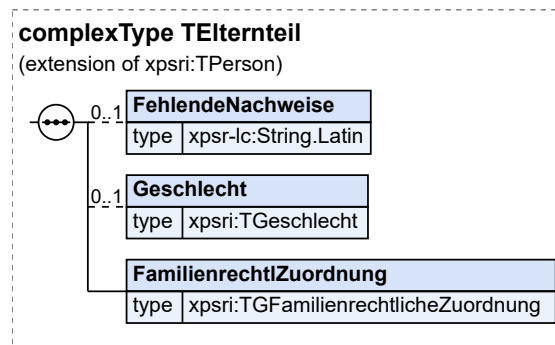 complexType TElternteil
(extension of xpsri:TPerson)
0..1
FehlendeNachweise
type xpsr-lc:String.Latin
0..1
Geschlecht
type xpsri:TGeschlecht
FamilienrechtlZuordnung
type xpsri:TGFamilienrechtlicheZuordnung